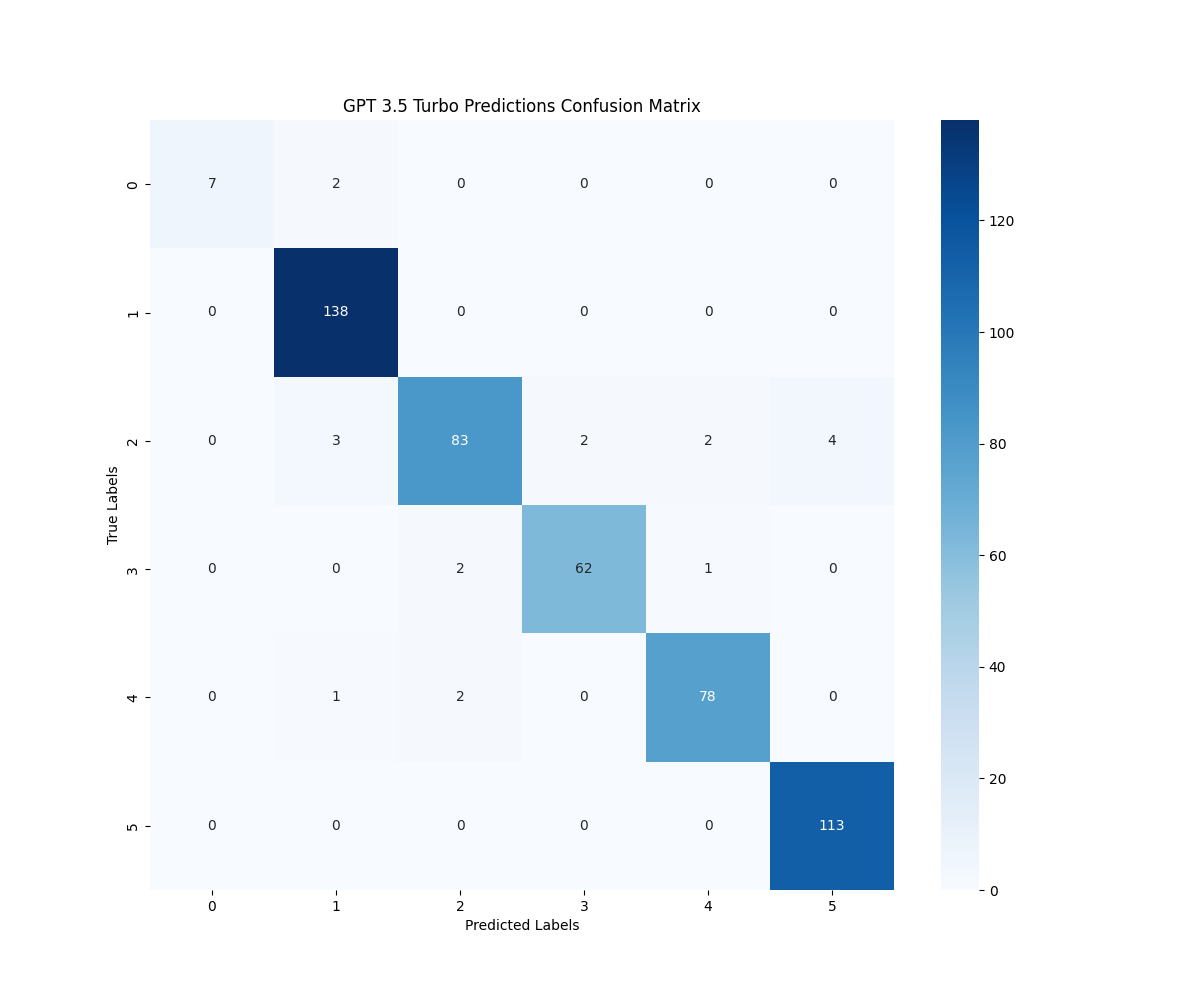 GPT 3.5 Turbo Predictions Confusion Matrix
0 7 2 0 0 0 0
1 0 138 0 0 0 0
2 0 3 83 2 2 4
3 0 0 2 62 1 0
4 0 1 2 0 78 0
5 0 0 0 0 0 113
0 1 2 3 4 5
Predicted Labels
True Labels
120
100
80
60
40
20
0